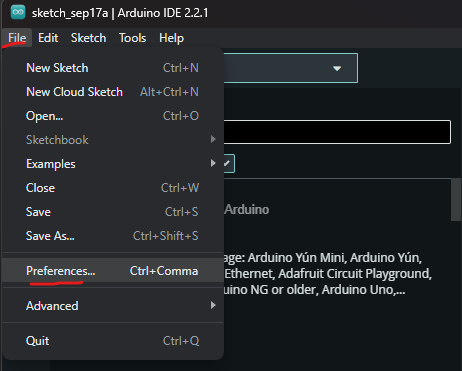 sketch_sep17a | Arduino IDE 2.2.1
File Edit Sketch Tools Help
New Sketch Ctrl+N
New Cloud Sketch Alt+Ctrl+N
Open... Ctrl+O
Sketchbook
Examples
Close Ctrl+W
Save Ctrl+S
Save As... Ctrl+Shift+S
Preferences... Ctrl+Comma
Advanced
Quit Ctrl+Q
Arduino
age: Arduino Yún Mini, Arduino Yún,
Ethernet, Adafruit Circuit Playground,
uino NG or older, Arduino Uno,...